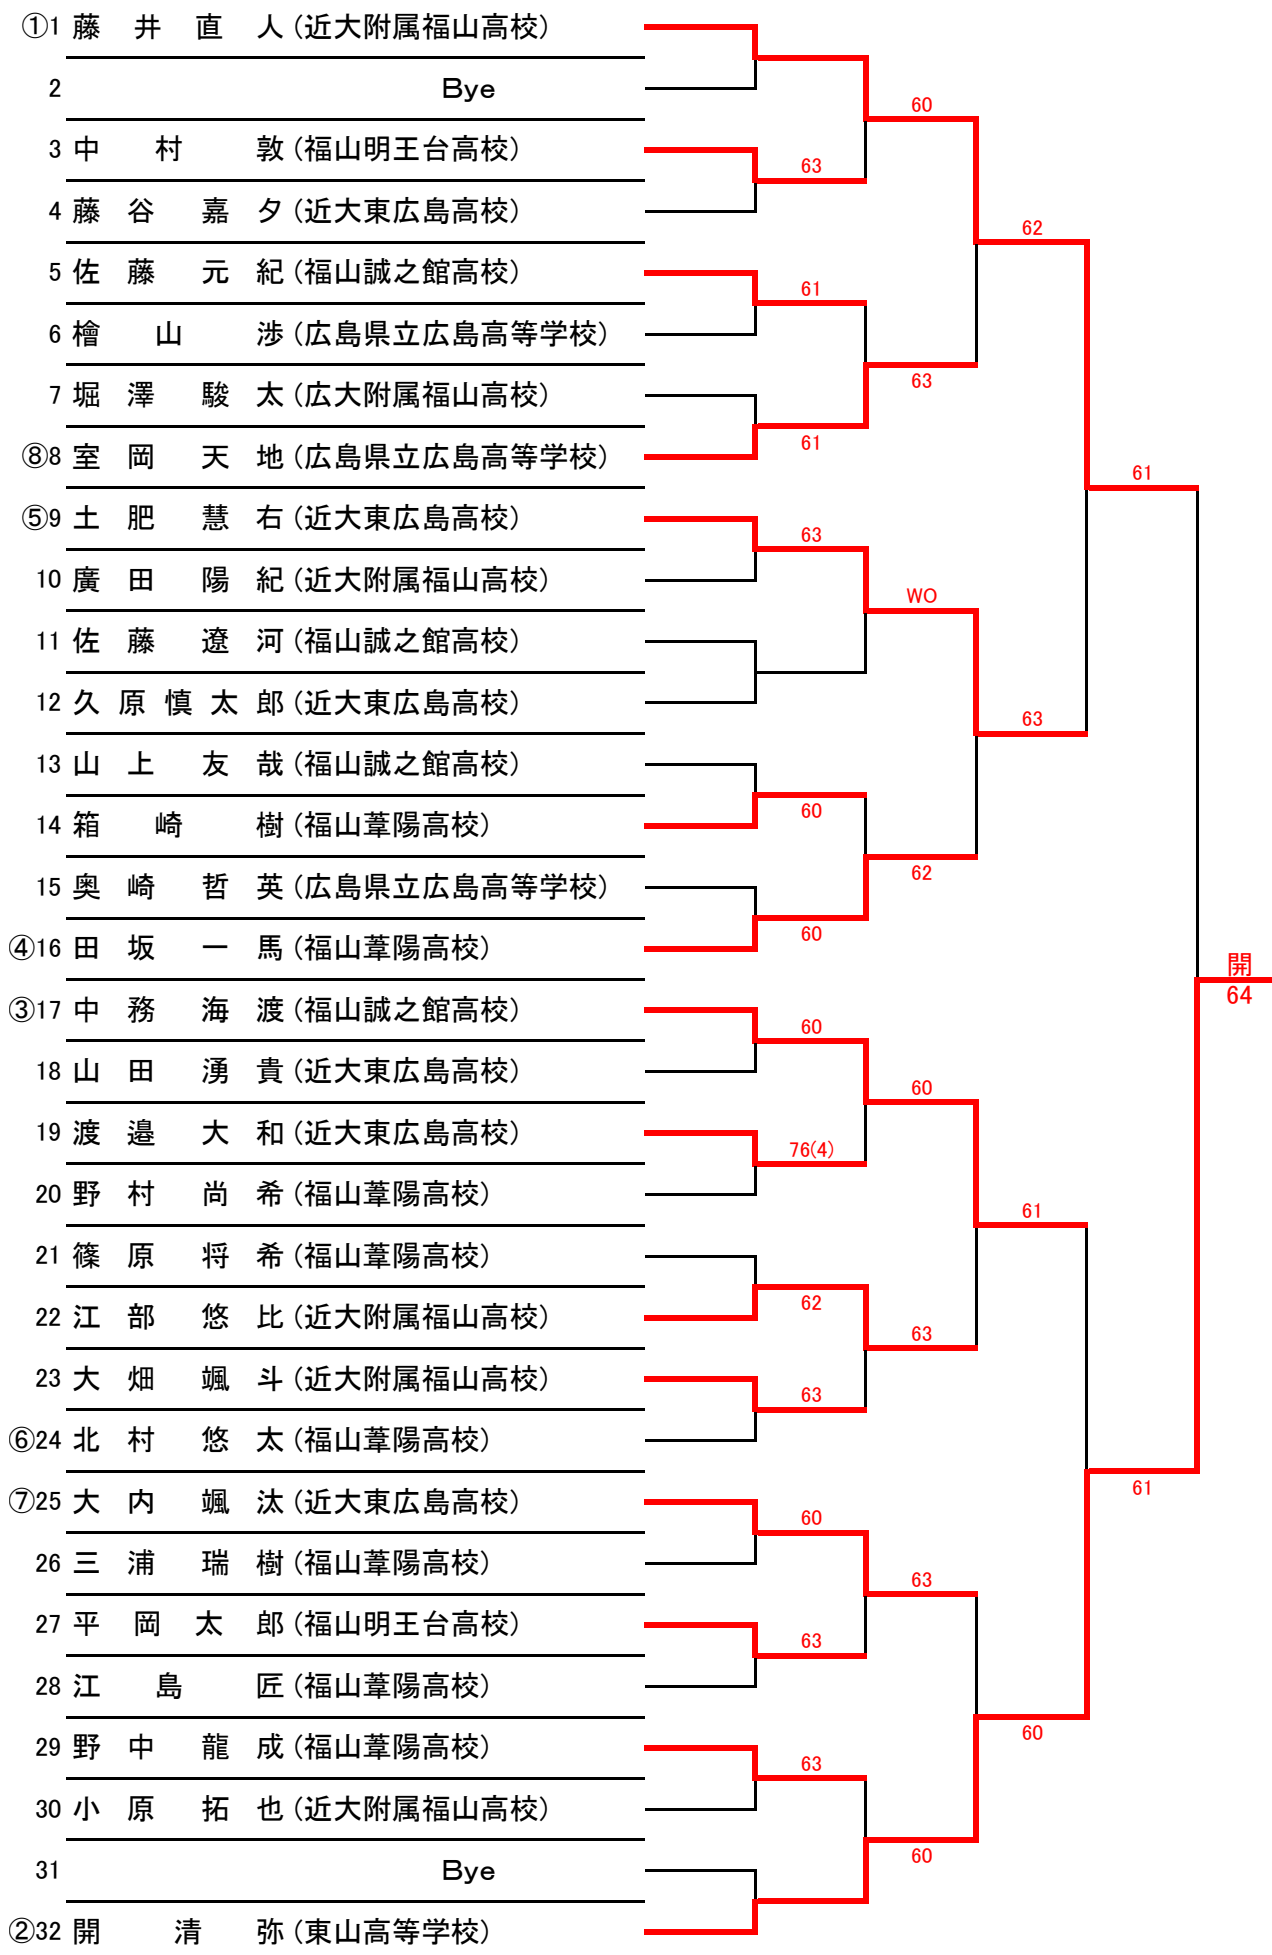 ①1 藤井直人(近大附属福山高校)
2 Bye
60
3 中村敦(福山明王台高校)
63
4 藤谷嘉夕(近大東広島高校)
62
5 佐藤元紀(福山誠之館高校)
61
6 檜山渉(広島県立広島高等学校)
63
7 堀澤駿太(広大附属福山高校)
61
⑧8 室岡天地(広島県立広島高等学校)
61
⑤9 土肥慧右(近大東広島高校)
63
10 廣田陽紀(近大附属福山高校)
WO
11 佐藤遼河(福山誠之館高校)
12 久原慎太郎(近大東広島高校)
63
13 山上友哉(福山誠之館高校)
60
14 箱崎樹(福山葦陽高校)
62
15 奥崎哲英(広島県立広島高等学校)
60
④16 田坂一馬(福山葦陽高校)
開
64
③17 中務海渡(福山誠之館高校)
60
18 山田湧貴(近大東広島高校)
60
19 渡邉大和(近大東広島高校)
76(4)
20 野村尚希(福山葦陽高校)
61
21 篠原将希(福山葦陽高校)
62
22 江部悠比(近大附属福山高校)
63
23 大畑颯斗(近大附属福山高校)
63
⑥24 北村悠太(福山葦陽高校)
61
⑦25 大内颯汰(近大東広島高校)
60
26 三浦瑞樹(福山葦陽高校)
63
27 平岡太郎(福山明王台高校)
63
28 江島匠(福山葦陽高校)
60
29 野中龍成(福山葦陽高校)
63
30 小原拓也(近大附属福山高校)
60
31 Bye
②32 開清弥(東山高等学校)